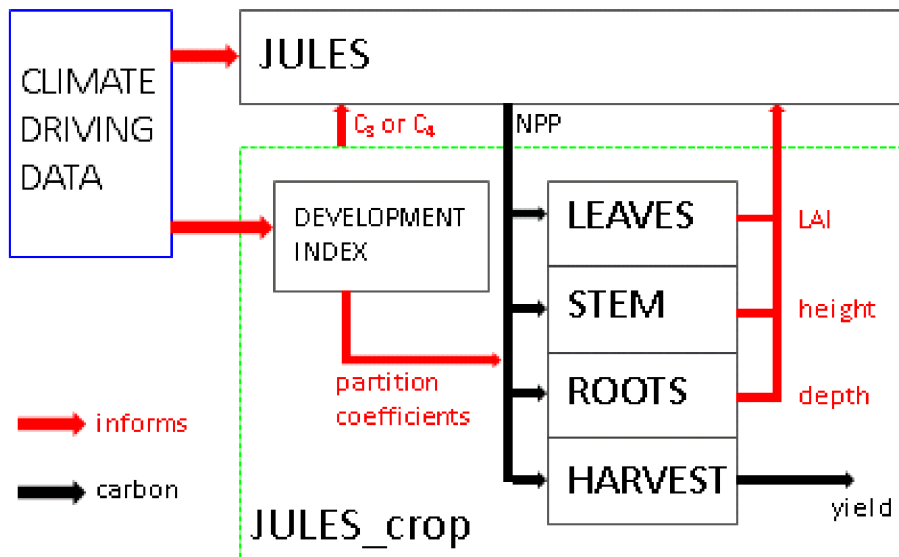 CLIMATE
DRIVING
DATA
JULES
C₃ or C₄
NPP
DEVELOPMENT
INDEX
LEAVES
LAI
STEM
height
partition
coefficients
ROOTS
depth
informs
carbon
HARVEST
yield
JULES_crop